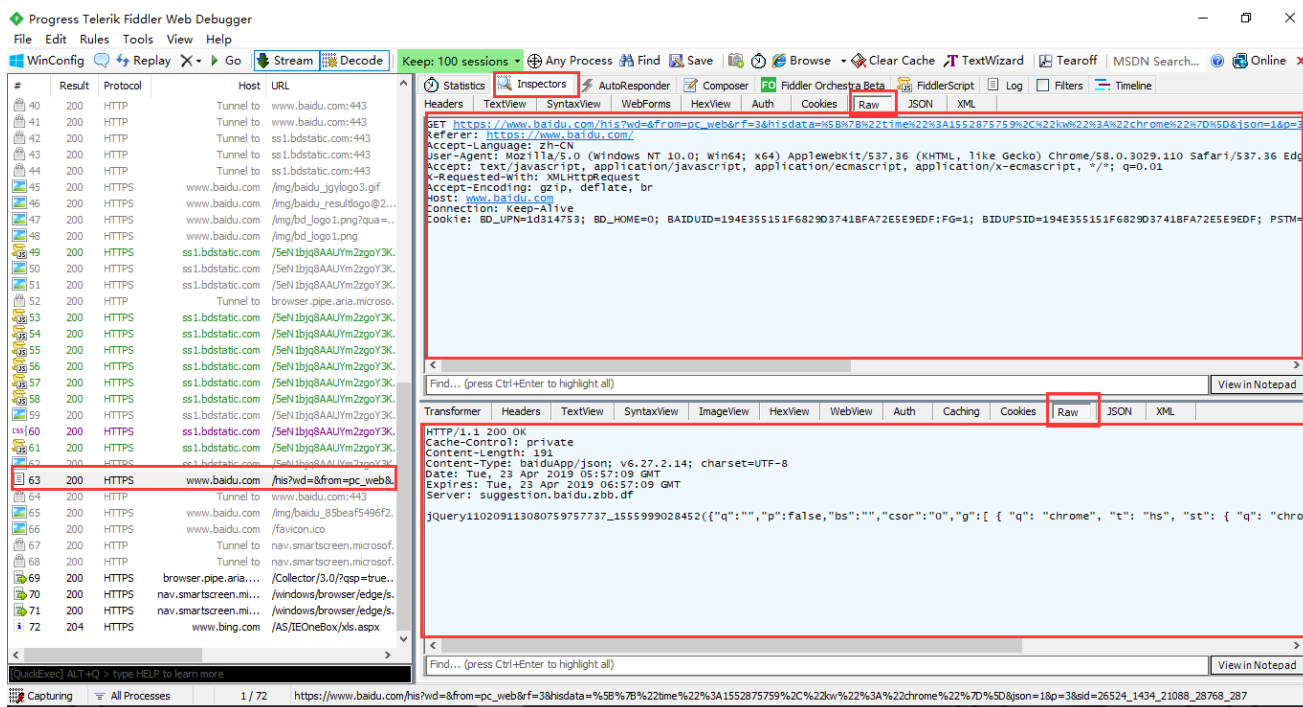 Progress Telerik Fiddler Web Debugger
File Edit Rules Tools View Help
WinConfig Replay Go Stream Decode Keep: 100 sessions Any Process Find Save Browse Clear Cache TextWizard Tearoff MSDN Search... Online
# Result Protocol Host URL
40 200 HTTP Tunnel to www.baidu.com:443
41 200 HTTP Tunnel to www.baidu.com:443
42 200 HTTP Tunnel to ss1.bdstatic.com:443
43 200 HTTP Tunnel to ss1.bdstatic.com:443
44 200 HTTP Tunnel to ss1.bdstatic.com:443
45 200 HTTPS www.baidu.com /img/baidu_jgylogo3.gif
46 200 HTTPS www.baidu.com /img/baidu_resultlogo@2...
47 200 HTTPS www.baidu.com /img/bd_logo1.png?qua=...
48 200 HTTPS www.baidu.com /img/bd_logo1.png
JS 49 200 HTTPS ss1.bdstatic.com /5eN1bjq8AAUYm2zgoY3K.
50 200 HTTPS ss1.bdstatic.com /5eN1bjq8AAUYm2zgoY3K.
51 200 HTTPS ss1.bdstatic.com /5eN1bjq8AAUYm2zgoY3K.
52 200 HTTP Tunnel to browser.pipe.aria.microso.
JS 53 200 HTTPS ss1.bdstatic.com /5eN1bjq8AAUYm2zgoY3K.
JS 54 200 HTTPS ss1.bdstatic.com /5eN1bjq8AAUYm2zgoY3K.
JS 55 200 HTTPS ss1.bdstatic.com /5eN1bjq8AAUYm2zgoY3K.
JS 56 200 HTTPS ss1.bdstatic.com /5eN1bjq8AAUYm2zgoY3K.
JS 57 200 HTTPS ss1.bdstatic.com /5eN1bjq8AAUYm2zgoY3K.
JS 58 200 HTTPS ss1.bdstatic.com /5eN1bjq8AAUYm2zgoY3K.
59 200 HTTPS ss1.bdstatic.com /5eN1bjq8AAUYm2zgoY3K.
css 60 200 HTTPS ss1.bdstatic.com /5eN1bjq8AAUYm2zgoY3K.
JS 61 200 HTTPS ss1.bdstatic.com /5eN1bjq8AAUYm2zgoY3K.
62 200 HTTPS ss1.bdstatic.com /5eN1bjq8AAUYm2zgoY3K
63 200 HTTPS www.baidu.com /his?wd=&from=pc_web&.
64 200 HTTP Tunnel to www.baidu.com:443
65 200 HTTPS www.baidu.com /img/baidu_85beaf5496f2.
66 200 HTTPS www.baidu.com /favicon.ico
67 200 HTTP Tunnel to nav.smartscreen.microsof.
68 200 HTTP Tunnel to nav.smartscreen.microsof.
69 200 HTTPS browser.pipe.aria.... /Collector/3.0/?qsp=true..
70 200 HTTPS nav.smartscreen.mi... /windows/browser/edge/s.
71 200 HTTPS nav.smartscreen.mi... /windows/browser/edge/s.
72 204 HTTPS www.bing.com /AS/IEOneBox/xls.aspx
[QuickExec] ALT+Q > type HELP to learn more
Statistics Inspectors AutoResponder Composer FO Fiddler Orchestra Beta FiddlerScript Log Filters Timeline
Headers TextView SyntaxView WebForms HexView Auth Cookies Raw JSON XML
GET https://www.baidu.com/his?wd=&from=pc_web&rf=3&hisdata=%5B%7B%22time%22%3A1552875759%2C%22kw%22%3A%22chrome%22%7D%5D&json=1&p=3
Referer: https://www.baidu.com/
Accept-Language: zh-CN
User-Agent: Mozilla/5.0 (Windows NT 10.0; Win64; x64) AppleWebKit/537.36 (KHTML, like Gecko) Chrome/58.0.3029.110 Safari/537.36 Edg
Accept: text/javascript, application/javascript, application/ecmascript, application/x-ecmascript, */*; q=0.01
X-Requested-With: XMLHttpRequest
Accept-Encoding: gzip, deflate, br
Host: www.baidu.com
Connection: Keep-Alive
Cookie: BD_UPN=1d314753; BD_HOME=0; BAIDUID=194E355151F6829D3741BFA72E5E9EDF:FG=1; BIDUPSID=194E355151F6829D3741BFA72E5E9EDF; PSTM=
Find... (press Ctrl+Enter to highlight all) View in Notepad
Transformer Headers TextView SyntaxView ImageView HexView WebView Auth Caching Cookies Raw JSON XML
HTTP/1.1 200 OK
Cache-Control: private
Content-Length: 191
Content-Type: baiduApp/json; v6.27.2.14; charset=UTF-8
Date: Tue, 23 Apr 2019 05:57:09 GMT
Expires: Tue, 23 Apr 2019 06:57:09 GMT
Server: suggestion.baidu.zbb.df
jQuery110209113080759757737_1555999028452({"q":"","p":false,"bs":"","csor":"0","g":[ { "q": "chrome", "t": "hs", "st": { "q": "chro
Find... (press Ctrl+Enter to highlight all) View in Notepad
Capturing All Processes 1 / 72 https://www.baidu.com/his?wd=&from=pc_web&rf=3&hisdata=%5B%7B%22time%22%3A1552875759%2C%22kw%22%3A%22chrome%22%7D%5D&json=1&p=3&sid=26524_1434_21088_28768_287